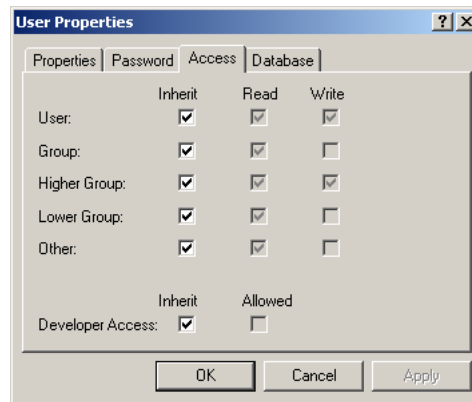 User Properties
Properties Password Access Database
Inherit Read Write
User:
Group:
Higher Group:
Lower Group:
Other:
Inherit Allowed
Developer Access:
OK Cancel Apply